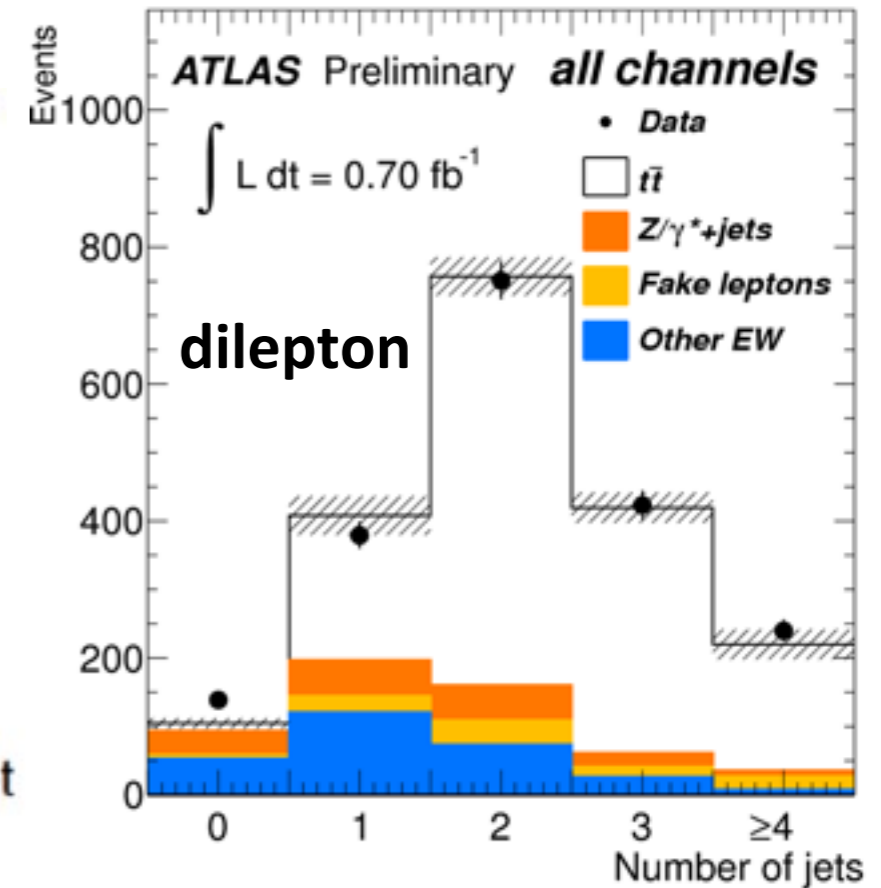 ATLAS Preliminary all channels
Events
1000
800
600
400
200
0
∫ L dt = 0.70 fb⁻¹
Data
tt̄
Z/γ*+jets
Fake leptons
Other EW
dilepton
t
0 1 2 3 ≥4
Number of jets